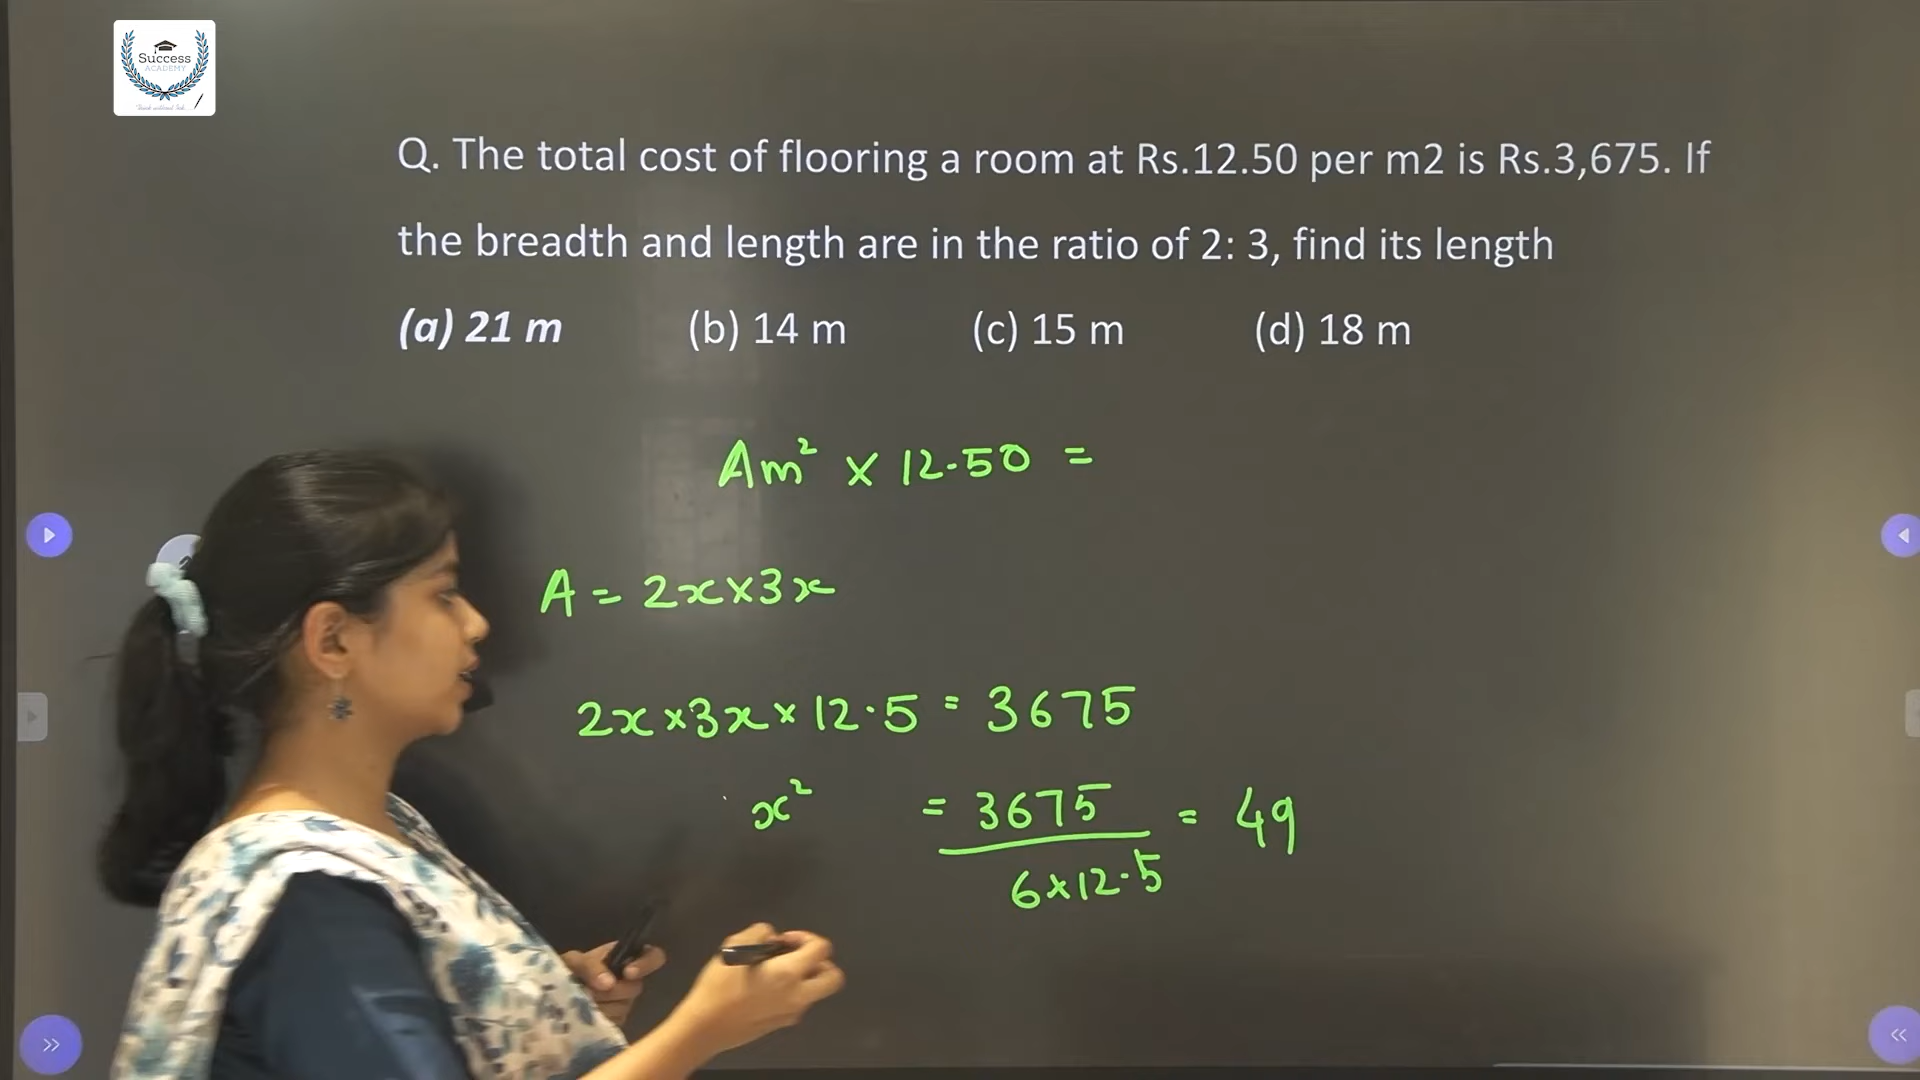 Success
ACADEMY
Q. The total cost of flooring a room at Rs.12.50 per m2 is Rs.3,675. If
the breadth and length are in the ratio of 2: 3, find its length
(a) 21 m (b) 14 m (c) 15 m (d) 18 m
Am² × 12.50 =
A = 2x×3x
2x×3x×12.5 = 3675
x² = 3675 / 6×12.5 = 49